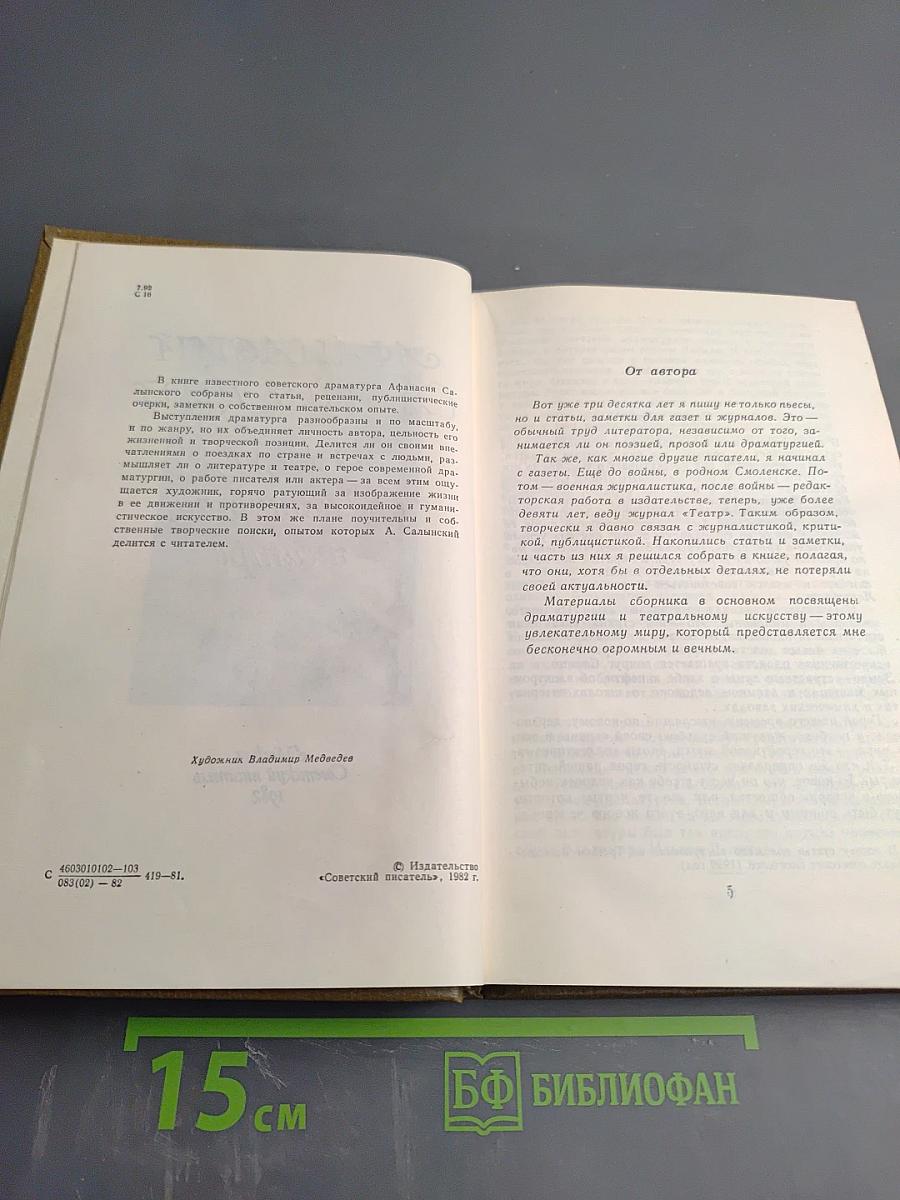 7.92
С 16
В книге известного советского драматурга Афанасия Са-
лынского собраны его статьи, рецензии, публицистические
очерки, заметки о собственном писательском опыте.
Выступления драматурга разнообразны и по масштабу,
и по жанру, но их объединяет личность автора, цельность его
жизненной и творческой позиции. Делится ли он своими впе-
чатлениями о поездках по стране и встречах с людьми, раз-
мышляет ли о литературе и театре, о герое современной дра-
матургии, о работе писателя или актера — за всем этим ощу-
щается художник, горячо ратующий за изображение жизни
в ее движении и противоречиях, за высокоидейное и гумани-
стическое искусство. В этом же плане поучительны и соб-
ственные творческие поиски, опытом которых А. Салынский
делится с читателем.
Художник Владимир Медведев
С 4603010102—103
083(02) — 82
419—81.
© Издательство
«Советский писатель», 1982 г.
От автора
Вот уже три десятка лет я пишу не только пьесы,
но и статьи, заметки для газет и журналов. Это —
обычный труд литератора, независимо от того, за-
нимается ли он поэзией, прозой или драматургией.
Так же, как многие другие писатели, я начинал
с газеты. Еще до войны, в родном Смоленске. По-
том — военная журналистика, после войны — редак-
торская работа в издательстве, теперь, уже более
девяти лет, веду журнал «Театр». Таким образом,
творчески я давно связан с журналистикой, крити-
кой, публицистикой. Накопились статьи и заметки,
и часть из них я решился собрать в книге, полагая,
что они, хотя бы в отдельных деталях, не потеряли
своей актуальности.
Материалы сборника в основном посвящены
драматургии и театральному искусству — этому
увлекательному миру, который представляется мне
бесконечно огромным и вечным.
5
15 см
БФ БИБЛИОФАН